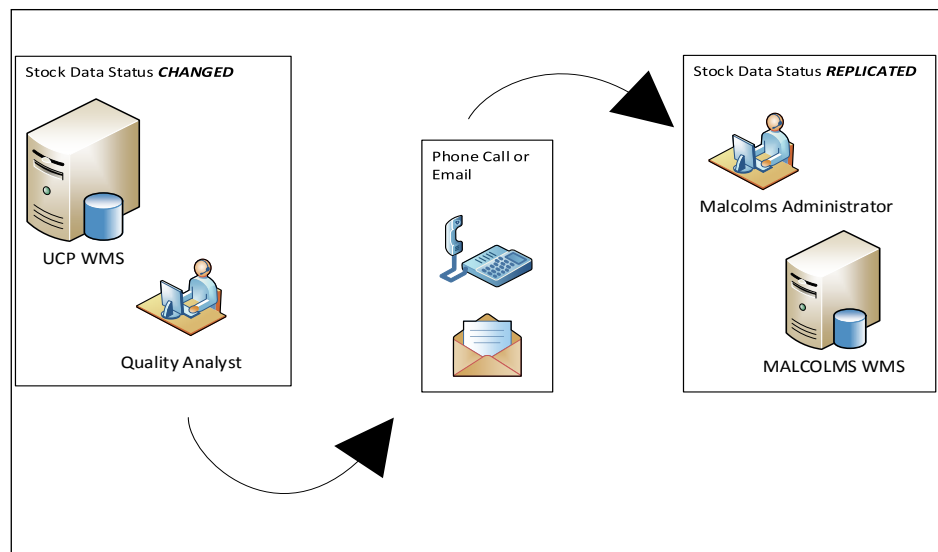 Stock Data Status CHANGED
UCP WMS
Quality Analyst
Phone Call or
Email
Stock Data Status REPLICATED
Malcolms Administrator
MALCOLMS WMS